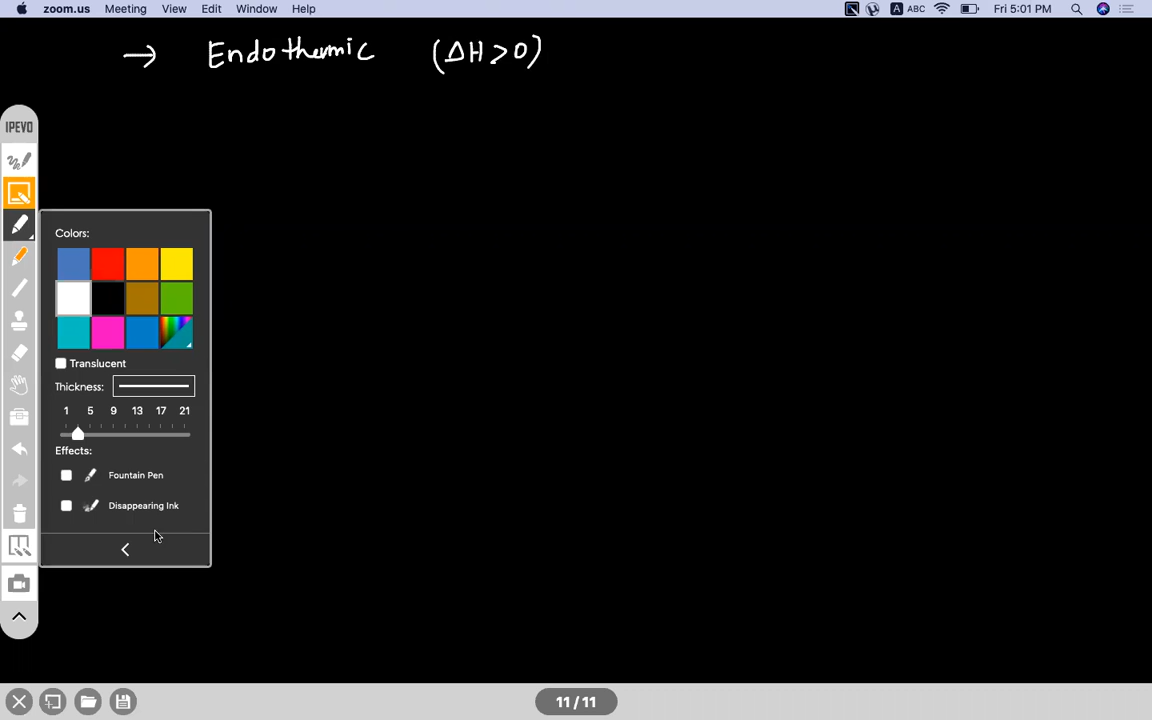 zoom.us Meeting View Edit Window Help A ABC Fri 5:01 PM
→ Endothermic (ΔH>0)
IPEVO
Colors:
Translucent
Thickness:
1 5 9 13 17 21
Effects:
Fountain Pen
Disappearing Ink
11/11